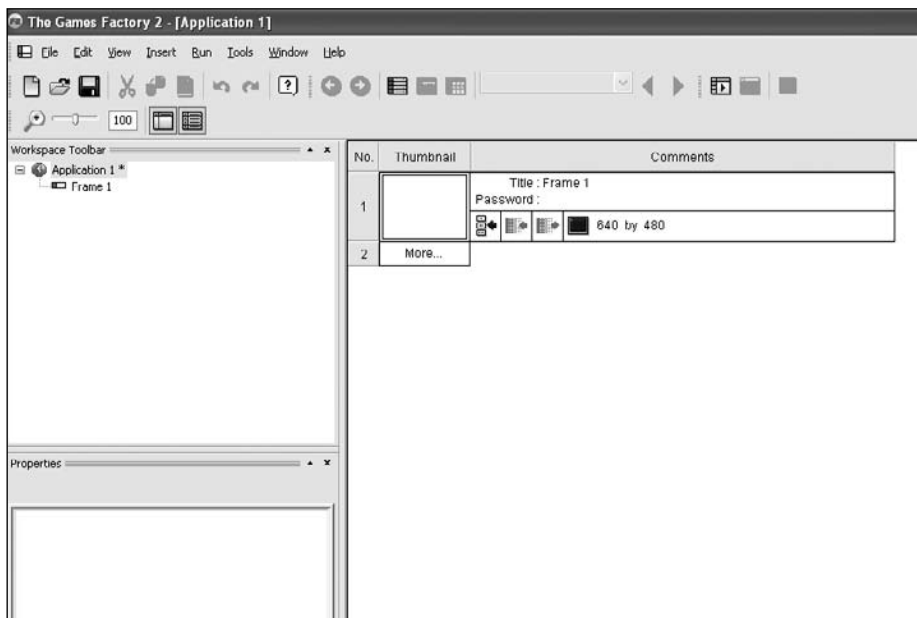 The Games Factory 2 - [Application 1]
File Edit View Insert Run Tools Window Help
100
Workspace Toolbar
Application 1 *
Frame 1
No. Thumbnail Comments
1
Title : Frame 1
Password :
640 by 480
2 More...
Properties